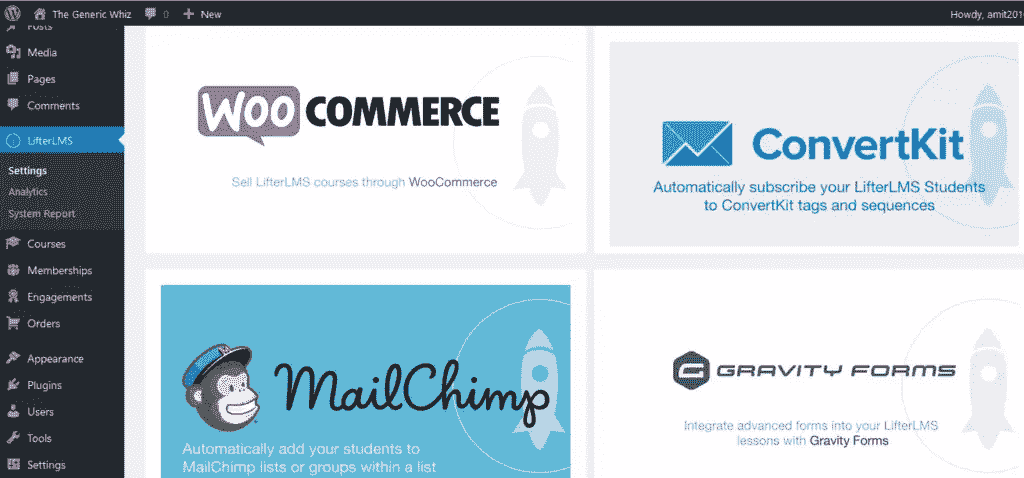 The Generic Whiz 0 + New Howdy, amit201
Posts
Media
Pages
Comments
LifterLMS
Settings
Analytics
System Report
Courses
Memberships
Engagements
Orders
Appearance
Plugins
Users
Tools
Settings
WOOCOMMERCE
Sell LifterLMS courses through WooCommerce
ConvertKit
Automatically subscribe your LifterLMS Students
to ConvertKit tags and sequences
MailChimp
Automatically add your students to
MailChimp lists or groups within a list
GRAVITY FORMS
Integrate advanced forms into your LifterLMS
lessons with Gravity Forms